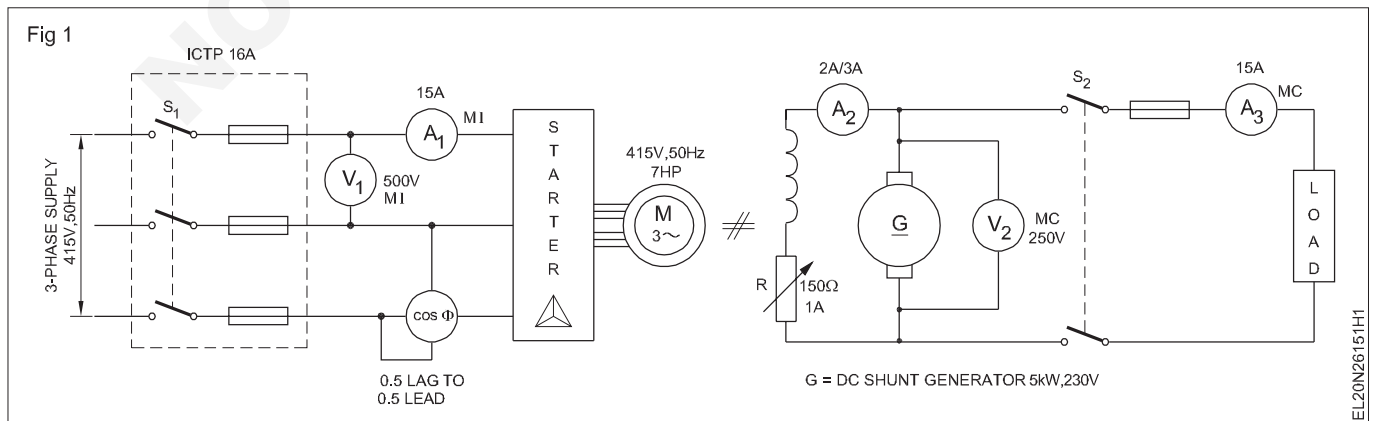 Fig 1
ICTP 16A
S1
3-PHASE SUPPLY
415V,50Hz
15A
A1
MI
V1
500V
MI
cos Φ
0.5 LAG TO
0.5 LEAD
STARTER
415V,50Hz
7HP
M
3~
2A/3A
A2
R
150Ω
1A
G
V2
MC
250V
S2
15A
A3
MC
LOAD
G = DC SHUNT GENERATOR 5kW,230V
EL20N26151H1